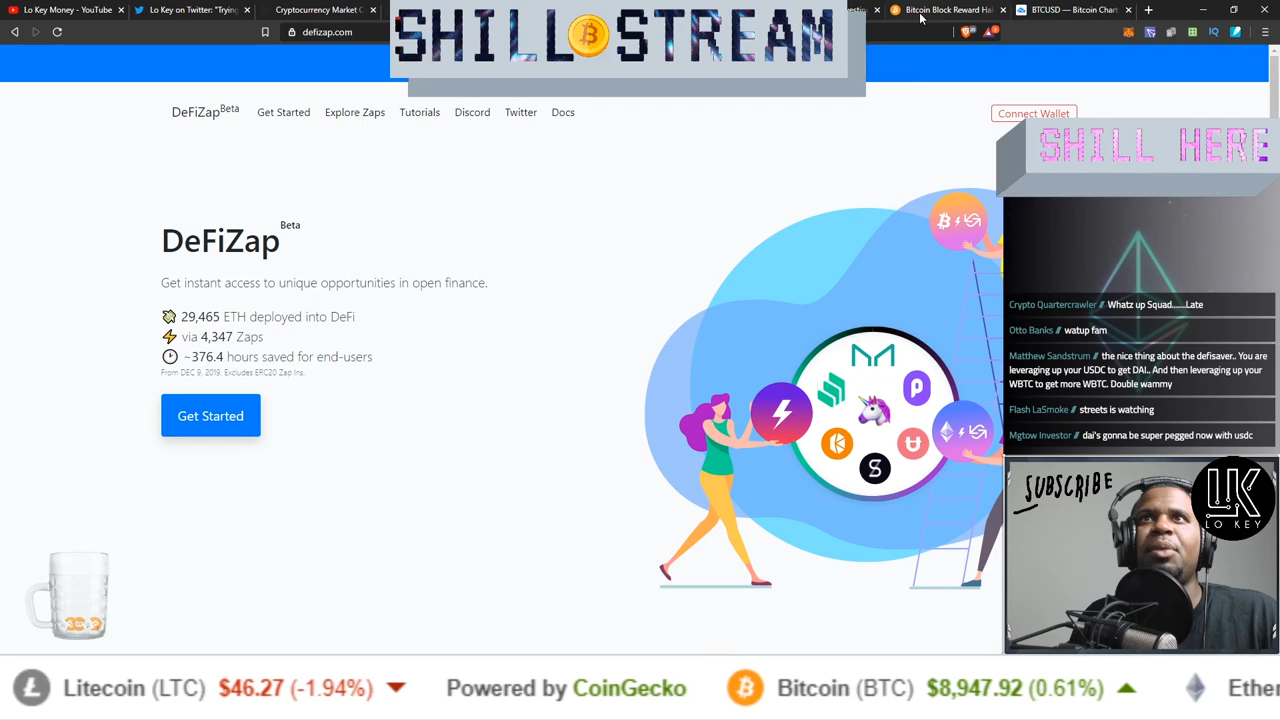 Lo Key Money - YouTube
Lo Key on Twitter: "Trying
Cryptocurrency Market C
Bitcoin Block Reward Hal
BTCUSD — Bitcoin Chart
defizap.com
SHILL STREAM
DeFiZap Beta
Get Started
Explore Zaps
Tutorials
Discord
Twitter
Docs
Connect Wallet
SHILL HERE
DeFiZap Beta
Get instant access to unique opportunities in open finance.
29,465 ETH deployed into DeFi
via 4,347 Zaps
~376.4 hours saved for end-users
From DEC 9, 2019. Excludes ERC20 Zap Ins.
Get Started
Crypto Quartercrawler // Whatz up Squad......Late
Otto Banks // watup fam
Matthew Sandstrum // the nice thing about the defisaver.. You are
leveraging up your USDC to get DAI.. And then leveraging up your
WBTC to get more WBTC. Double wammy
Flash LaSmoke // streets is watching
Mgtow Investor // dai's gonna be super pegged now with usdc
SUBSCRIBE
LK
LO KEY
Litecoin (LTC) $46.27 (-1.94%)
Powered by CoinGecko
Bitcoin (BTC) $8,947.92 (0.61%)
Ether